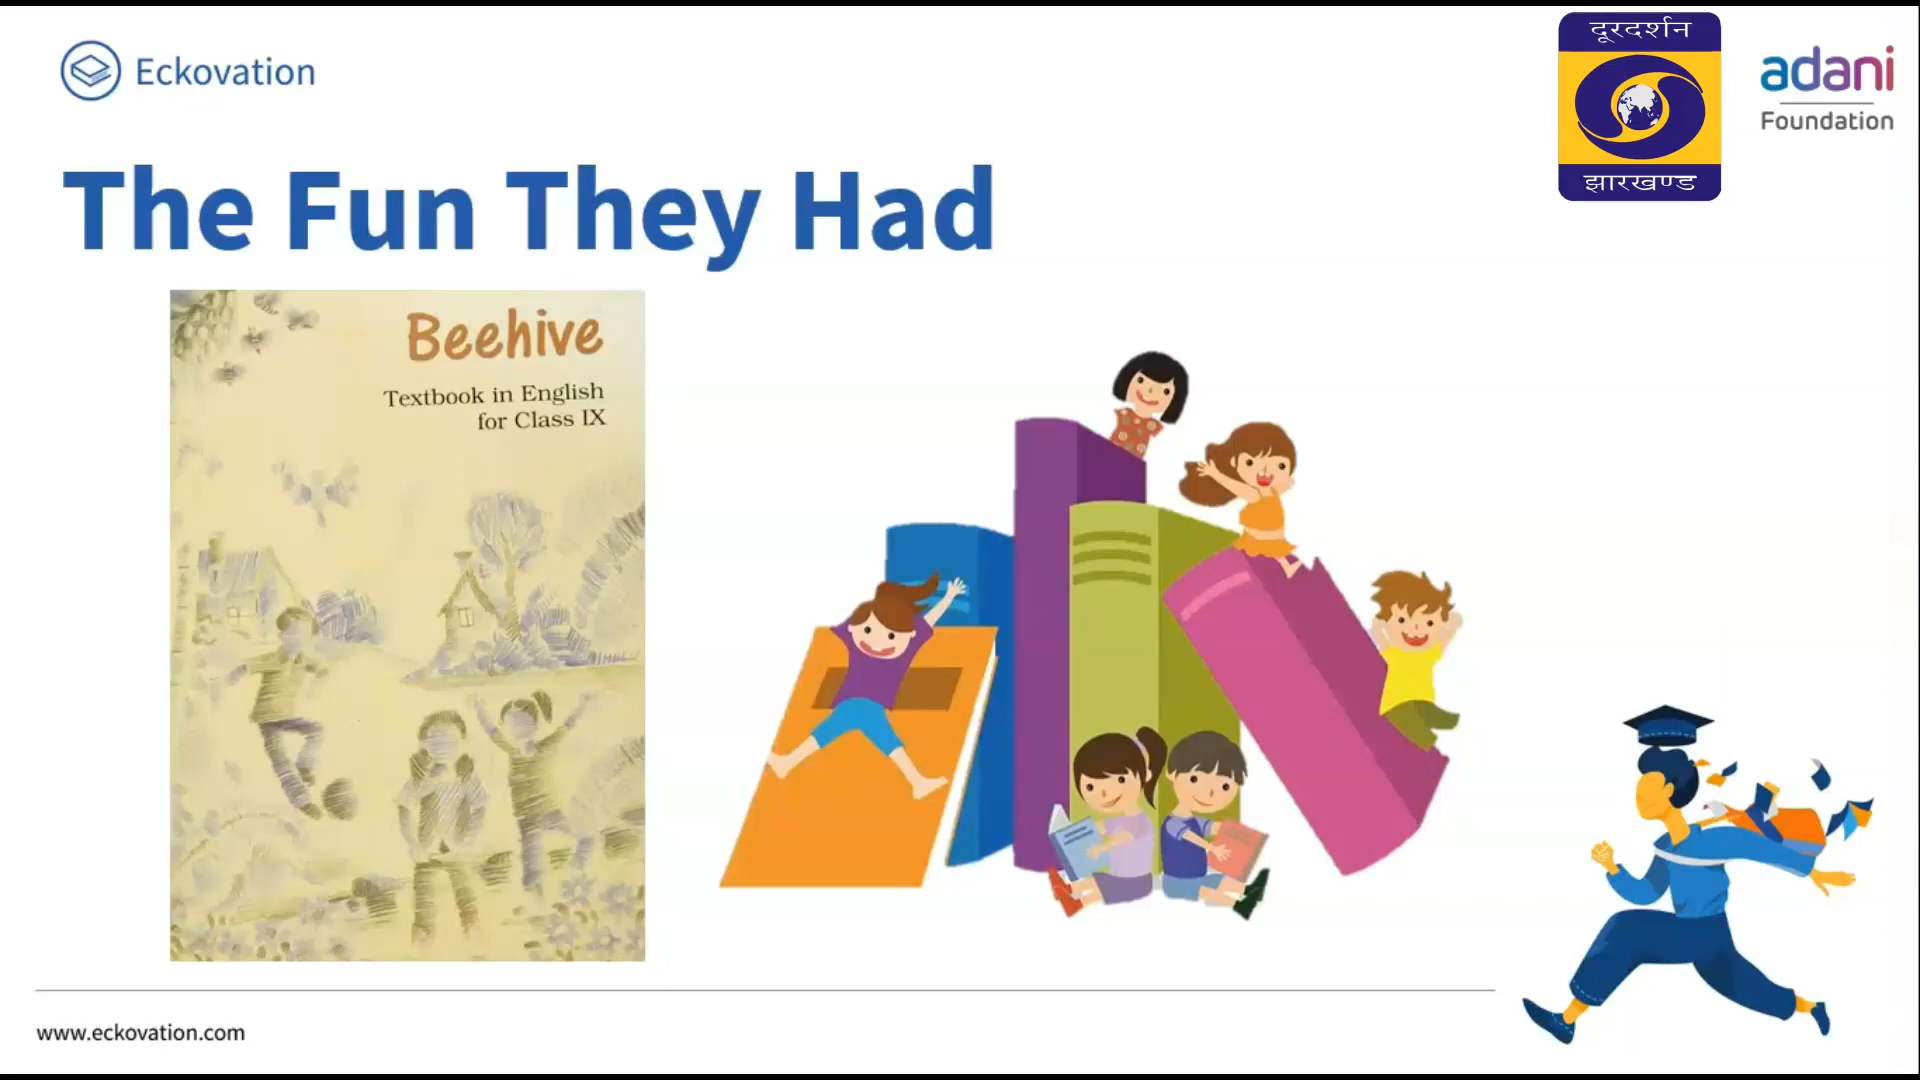 Eckovation
दूरदर्शन
झारखण्ड
adani
Foundation
The Fun They Had
Beehive
Textbook in English
for Class IX
www.eckovation.com